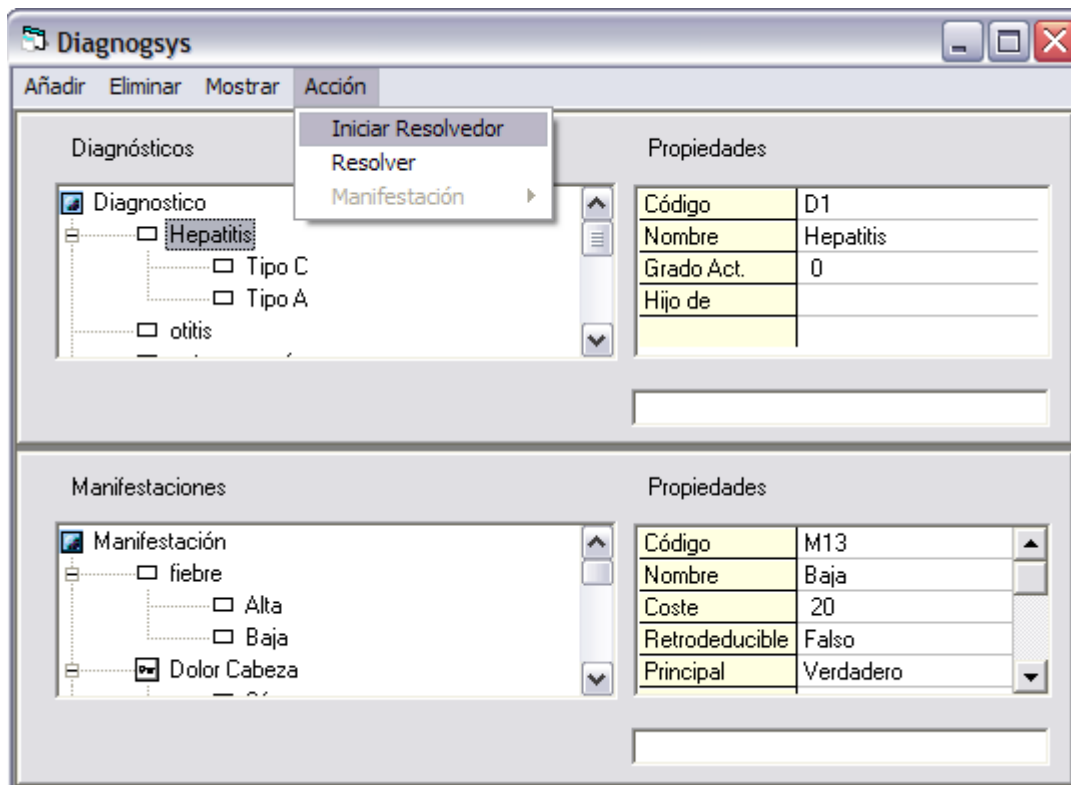 Diagnogsys
Añadir Eliminar Mostrar Acción
Iniciar Resolvedor
Resolver
Manifestación
Diagnósticos
Diagnostico
Hepatitis
Tipo C
Tipo A
otitis
Propiedades
Código D1
Nombre Hepatitis
Grado Act. 0
Hijo de
Manifestaciones
Manifestación
fiebre
Alta
Baja
Dolor Cabeza
Propiedades
Código M13
Nombre Baja
Coste 20
Retrodeducible Falso
Principal Verdadero